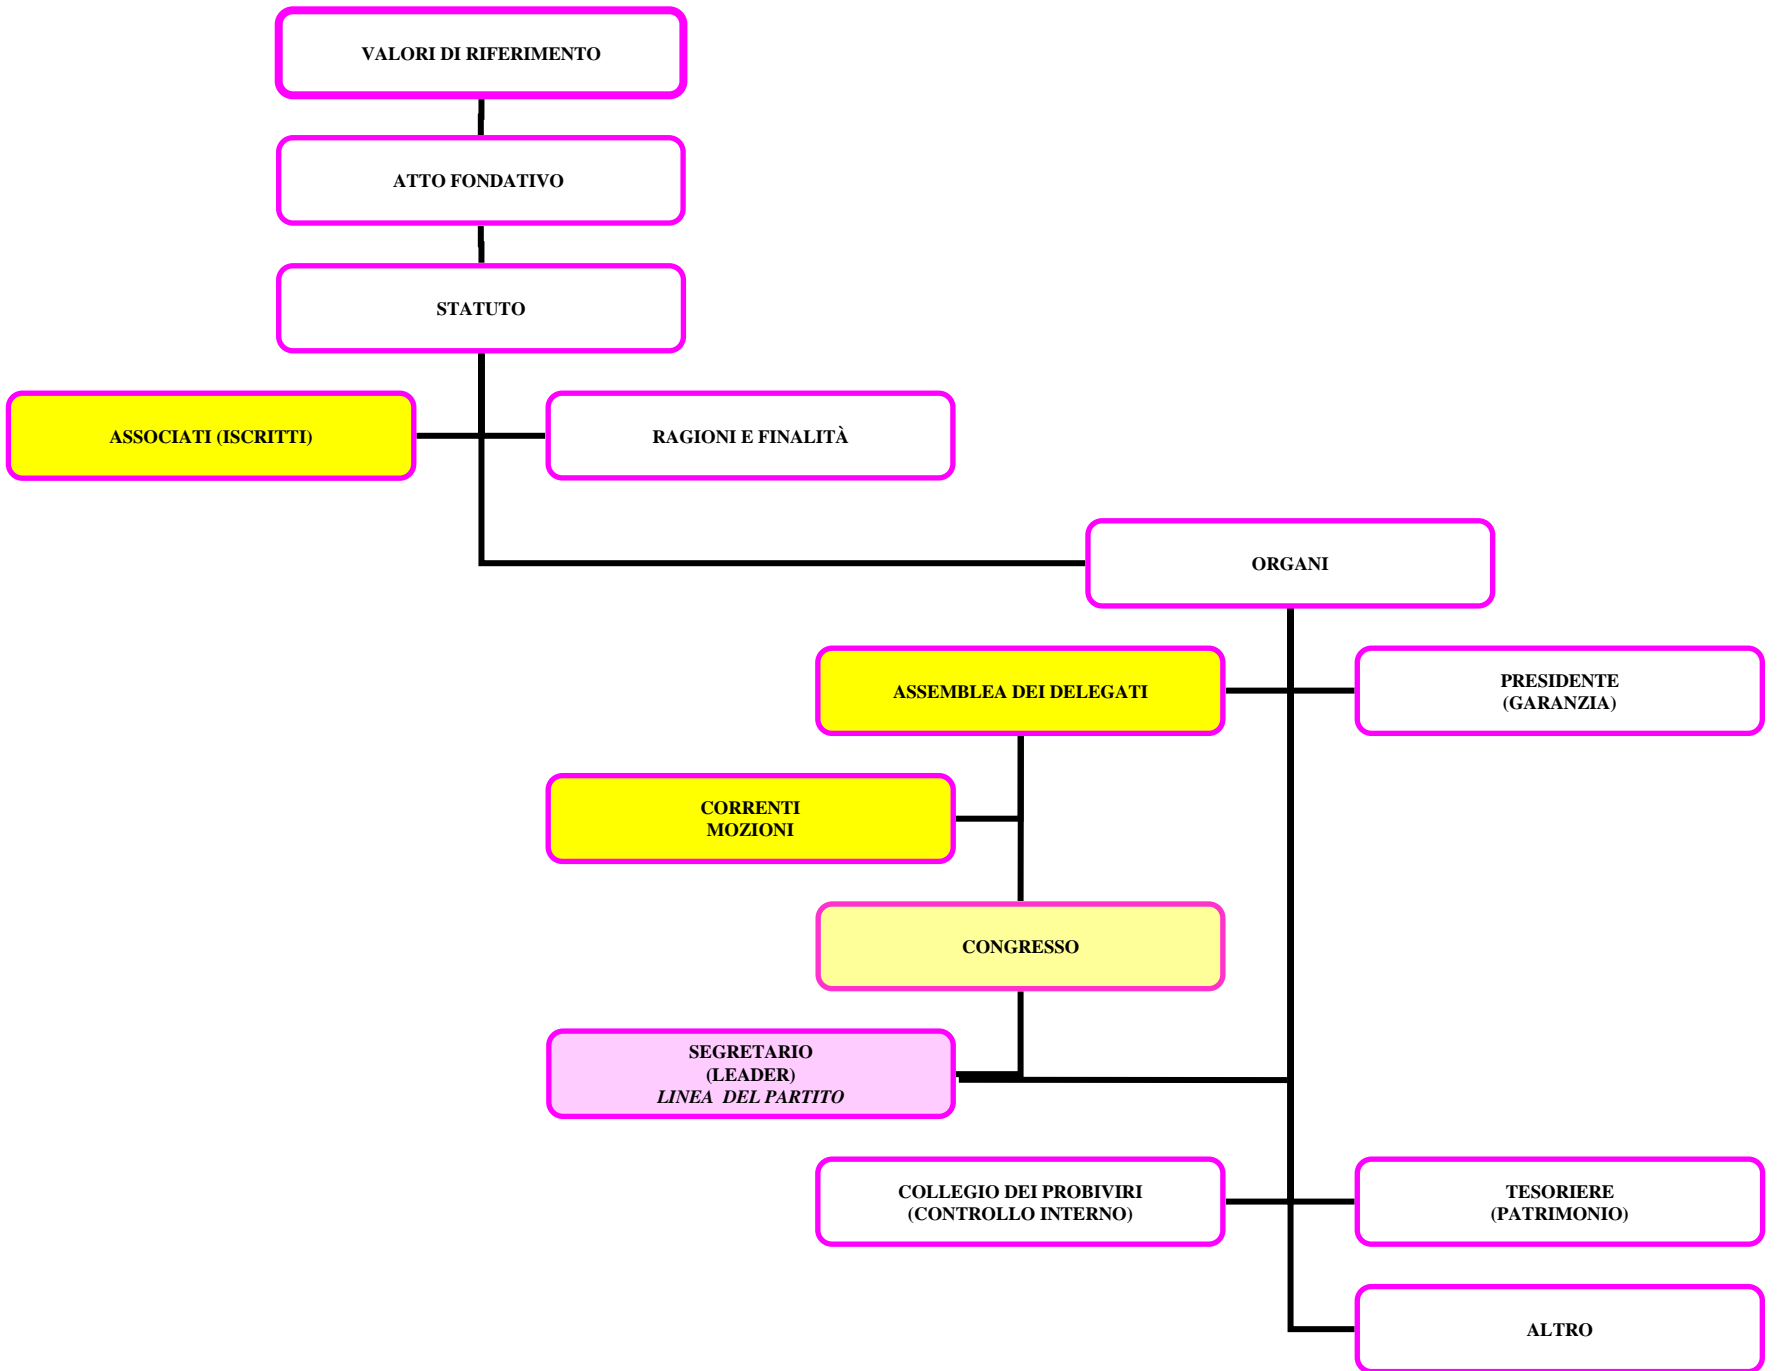 VALORI DI RIFERIMENTO
ATTO FONDATIVO
STATUTO
ASSOCIATI (ISCRITTI)
RAGIONI E FINALITÀ
ORGANI
ASSEMBLEA DEI DELEGATI
PRESIDENTE
(GARANZIA)
CORRENTI
MOZIONI
CONGRESSO
SEGRETARIO
(LEADER)
LINEA DEL PARTITO
COLLEGIO DEI PROBIVIRI
(CONTROLLO INTERNO)
TESORIERE
(PATRIMONIO)
ALTRO